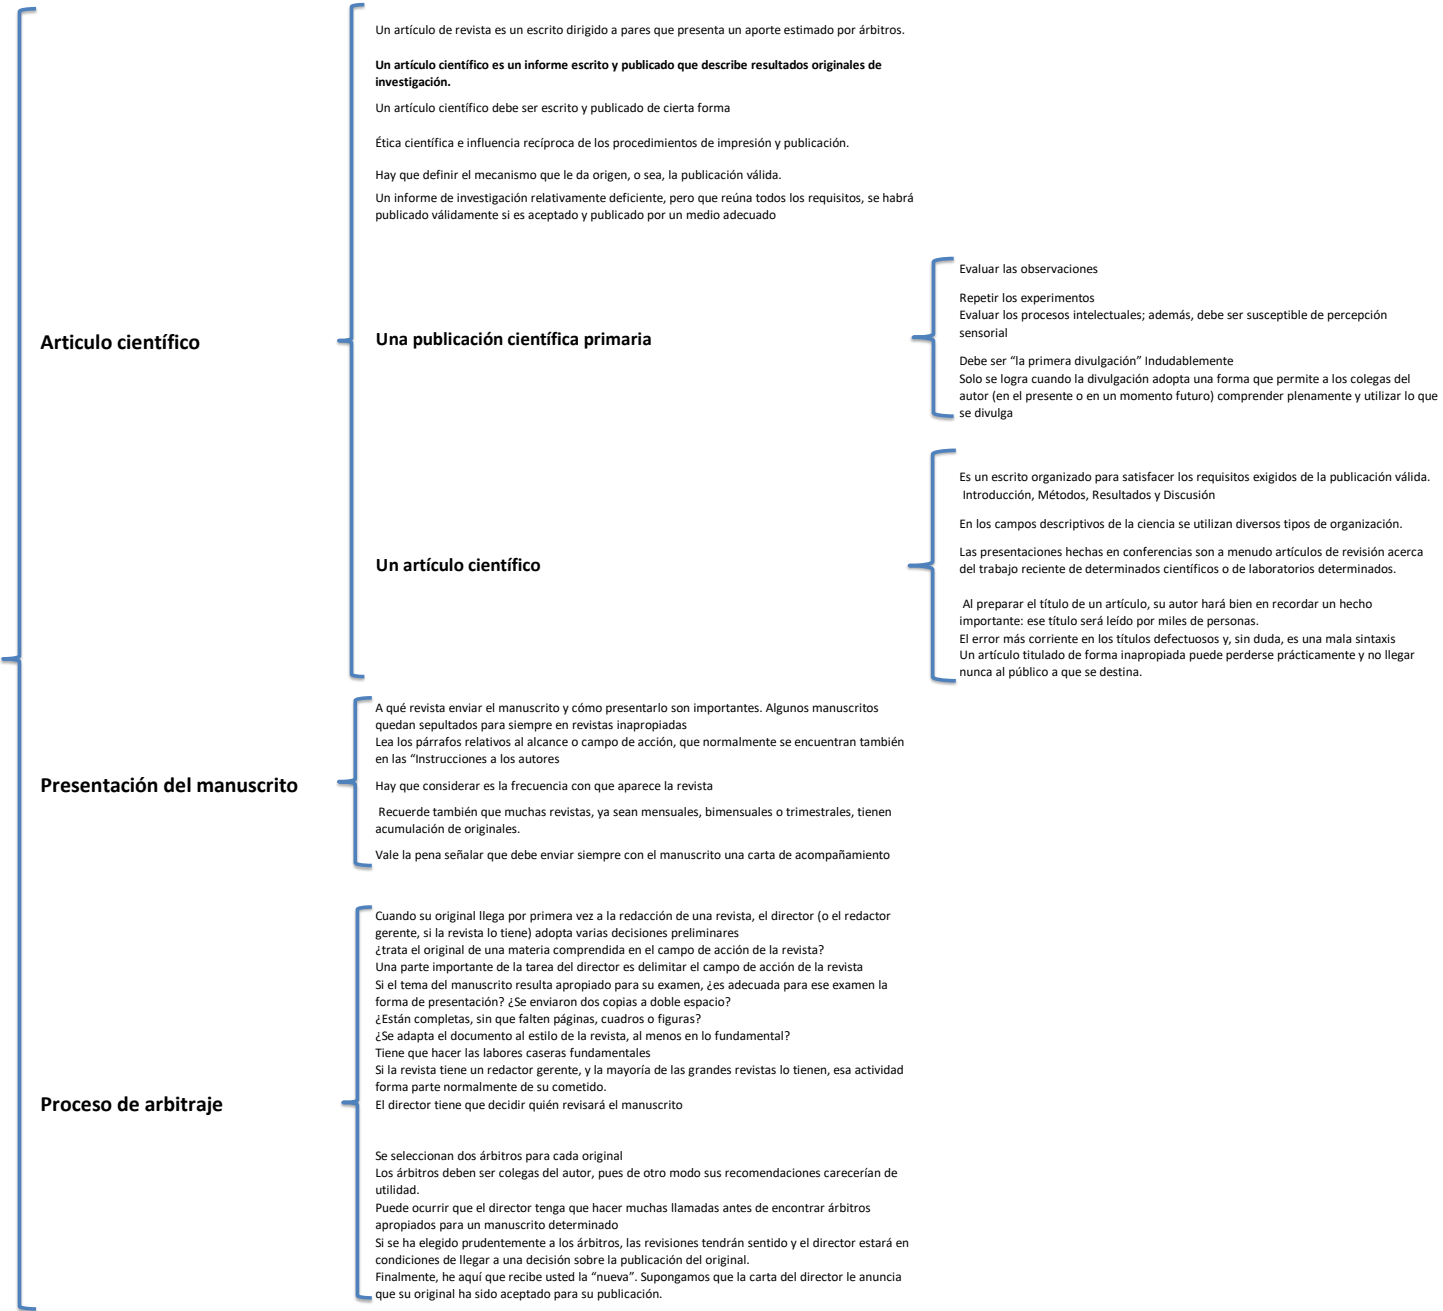 Un artículo de revista es un escrito dirigido a pares que presenta un aporte estimado por árbitros.
Un artículo científico es un informe escrito y publicado que describe resultados originales de
investigación.
Un artículo científico debe ser escrito y publicado de cierta forma
Ética científica e influencia recíproca de los procedimientos de impresión y publicación.
Hay que definir el mecanismo que le da origen, o sea, la publicación válida.
Un informe de investigación relativamente deficiente, pero que reúna todos los requisitos, se habrá
publicado válidamente si es aceptado y publicado por un medio adecuado
Articulo científico
Una publicación científica primaria
Evaluar las observaciones
Repetir los experimentos
Evaluar los procesos intelectuales; además, debe ser susceptible de percepción
sensorial
Debe ser “la primera divulgación” Indudablemente
Solo se logra cuando la divulgación adopta una forma que permite a los colegas del
autor (en el presente o en un momento futuro) comprender plenamente y utilizar lo que
se divulga
Un artículo científico
Es un escrito organizado para satisfacer los requisitos exigidos de la publicación válida.
Introducción, Métodos, Resultados y Discusión
En los campos descriptivos de la ciencia se utilizan diversos tipos de organización.
Las presentaciones hechas en conferencias son a menudo artículos de revisión acerca
del trabajo reciente de determinados científicos o de laboratorios determinados.
Al preparar el título de un artículo, su autor hará bien en recordar un hecho
importante: ese título será leído por miles de personas.
El error más corriente en los títulos defectuosos y, sin duda, es una mala sintaxis
Un artículo titulado de forma inapropiada puede perderse prácticamente y no llegar
nunca al público a que se destina.
Presentación del manuscrito
A qué revista enviar el manuscrito y cómo presentarlo son importantes. Algunos manuscritos
quedan sepultados para siempre en revistas inapropiadas
Lea los párrafos relativos al alcance o campo de acción, que normalmente se encuentran también
en las “Instrucciones a los autores
Hay que considerar es la frecuencia con que aparece la revista
Recuerde también que muchas revistas, ya sean mensuales, bimensuales o trimestrales, tienen
acumulación de originales.
Vale la pena señalar que debe enviar siempre con el manuscrito una carta de acompañamiento
Proceso de arbitraje
Cuando su original llega por primera vez a la redacción de una revista, el director (o el redactor
gerente, si la revista lo tiene) adopta varias decisiones preliminares
¿trata el original de una materia comprendida en el campo de acción de la revista?
Una parte importante de la tarea del director es delimitar el campo de acción de la revista
Si el tema del manuscrito resulta apropiado para su examen, ¿es adecuada para ese examen la
forma de presentación? ¿Se enviaron dos copias a doble espacio?
¿Están completas, sin que falten páginas, cuadros o figuras?
¿Se adapta el documento al estilo de la revista, al menos en lo fundamental?
Tiene que hacer las labores caseras fundamentales
Si la revista tiene un redactor gerente, y la mayoría de las grandes revistas lo tienen, esa actividad
forma parte normalmente de su cometido.
El director tiene que decidir quién revisará el manuscrito
Se seleccionan dos árbitros para cada original
Los árbitros deben ser colegas del autor, pues de otro modo sus recomendaciones carecerían de
utilidad.
Puede ocurrir que el director tenga que hacer muchas llamadas antes de encontrar árbitros
apropiados para un manuscrito determinado
Si se ha elegido prudentemente a los árbitros, las revisiones tendrán sentido y el director estará en
condiciones de llegar a una decisión sobre la publicación del original.
Finalmente, he aquí que recibe usted la “nueva”. Supongamos que la carta del director le anuncia
que su original ha sido aceptado para su publicación.